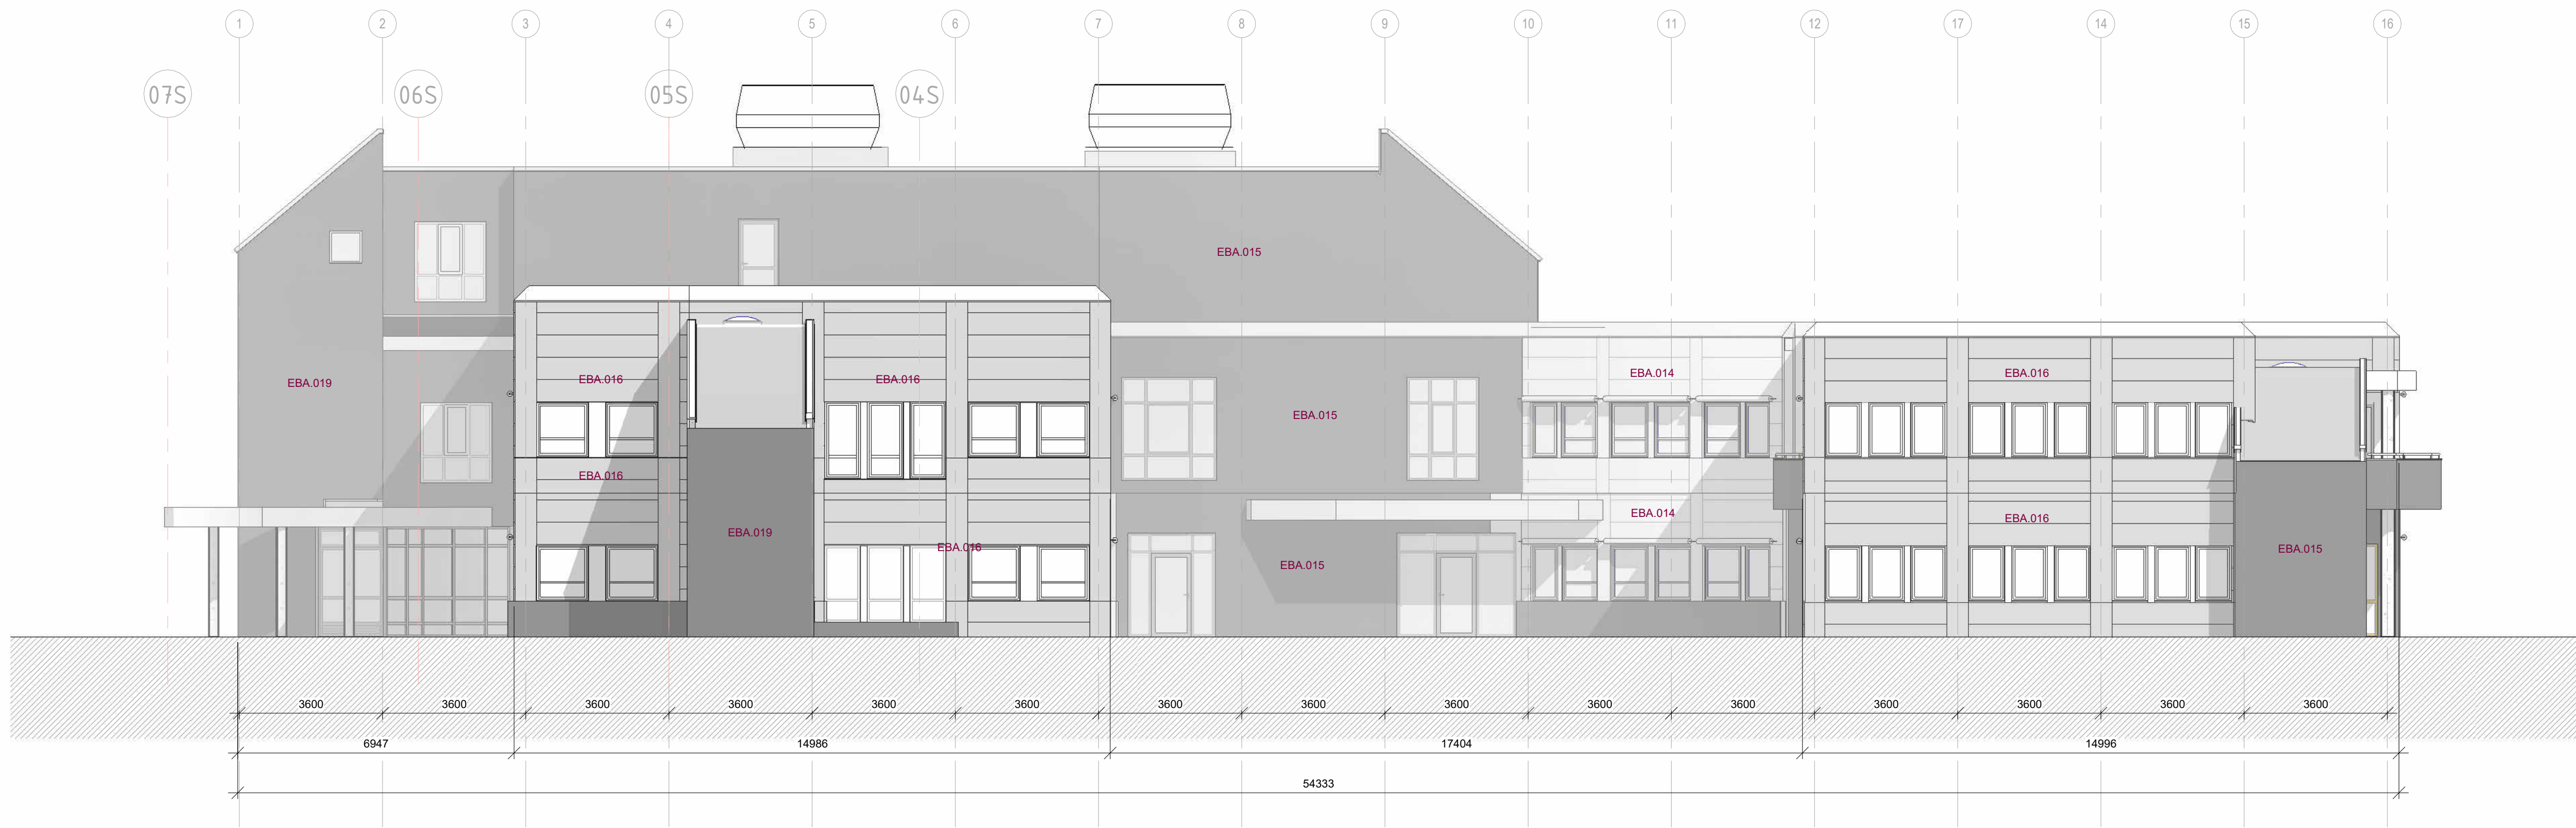 1 2 3 4 5 6 7 8 9 10 11 12 17 14 15 16
07S 06S 05S 04S
EBA.015
EBA.019 EBA.016 EBA.016 EBA.014 EBA.016
EBA.015
EBA.016
EBA.014 EBA.016
EBA.019
EBA.016 EBA.015
EBA.015
3600 3600 3600 3600 3600 3600 3600 3600 3600 3600 3600 3600 3600 3600 3600
6947 14986 17404 14996
54333